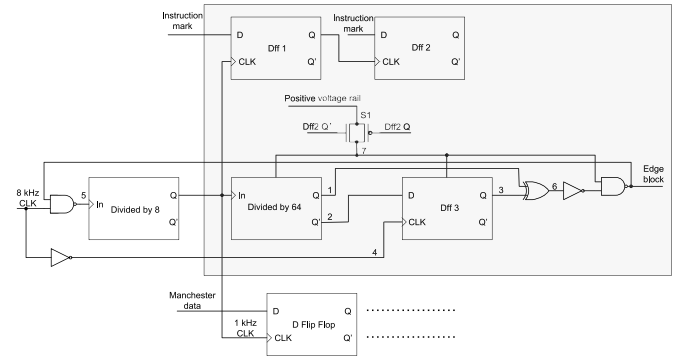 Instruction
mark
D Q
Dff 1
CLK Q'
Instruction
mark
D Q
Dff 2
CLK Q'
Positive voltage rail
S1
Dff2 Q'
Dff2 Q
7
8 kHz
CLK
5
In
Q
Divided by 8
Q'
In
Q
Divided by 64
Q'
1
2
D
Q
Dff 3
CLK
Q'
3
4
6
Edge
block
Manchester
data
1 kHz
CLK
D Q
D Flip Flop
CLK Q'